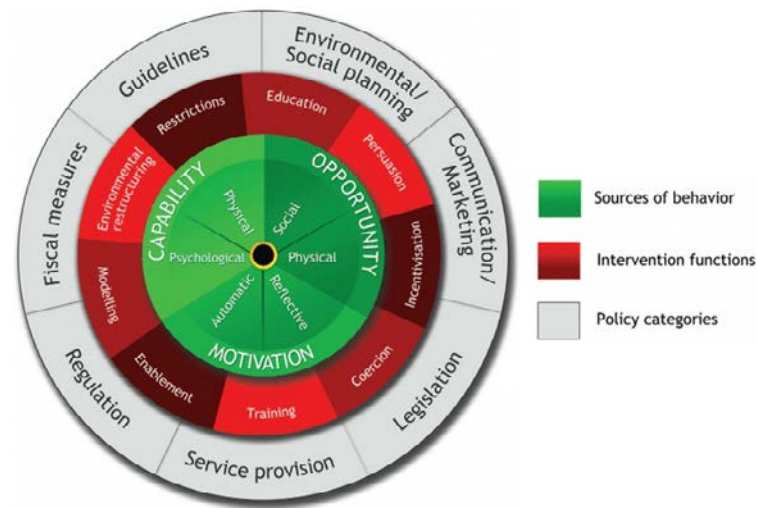 Guidelines
Environmental/
Social planning
Communication/
Marketing
Legislation
Service provision
Regulation
Fiscal measures
Restrictions
Education
Persuasion
Incentivisation
Coercion
Training
Enablement
Modelling
Environmental
restructuring
CAPABILITY
OPPORTUNITY
MOTIVATION
Physical
Social
Psychological
Physical
Automatic
Reflective
Sources of behavior
Intervention functions
Policy categories